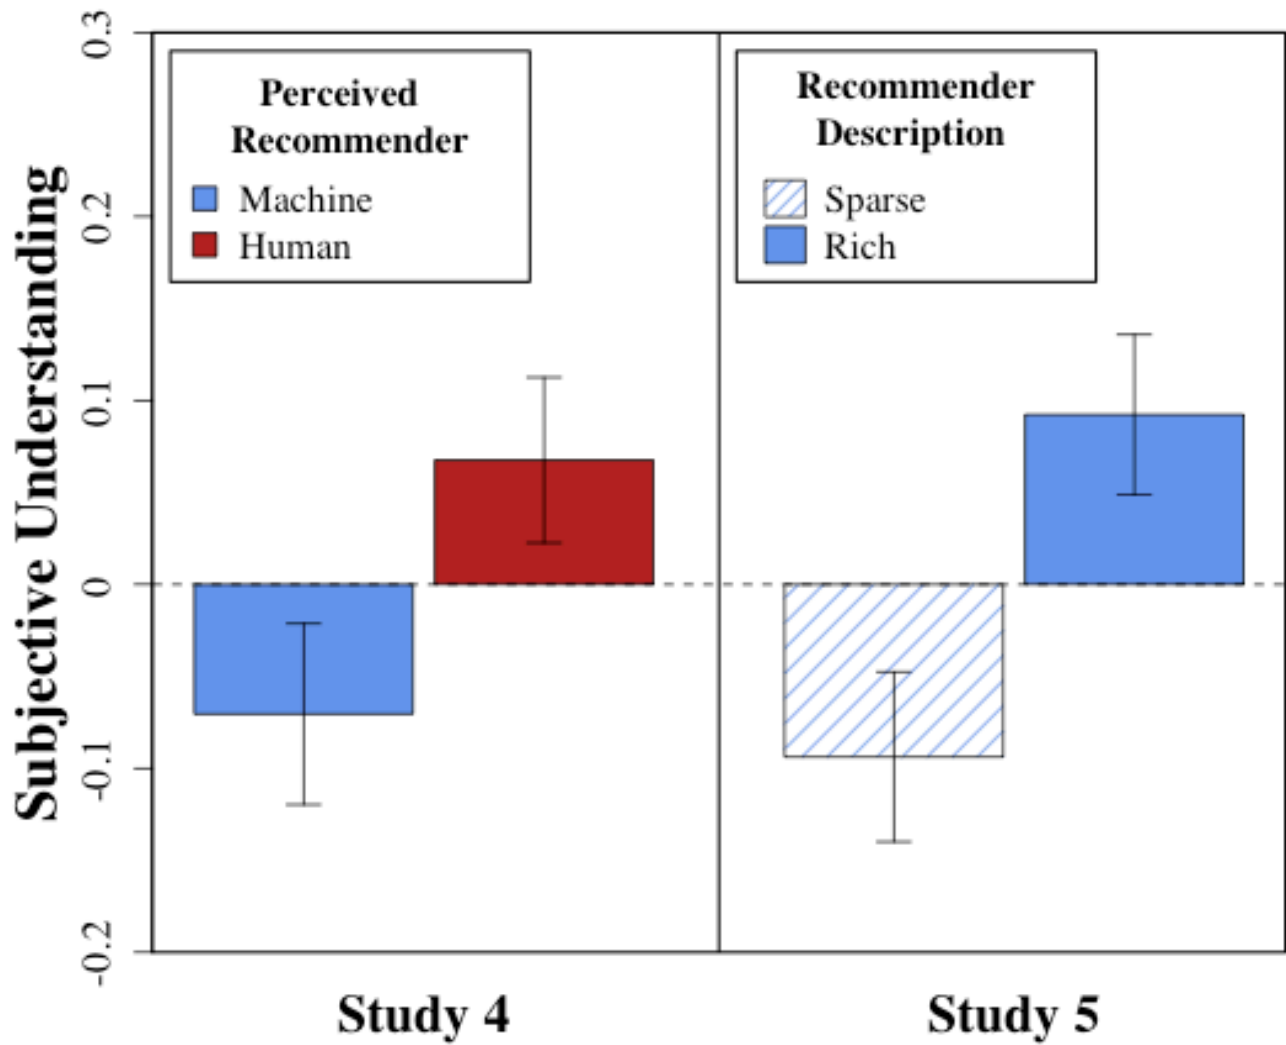 Subjective Understanding
0.3
0.2
0.1
0
-0.1
-0.2
Perceived
Recommender
Machine
Human
Recommender
Description
Sparse
Rich
Study 4
Study 5